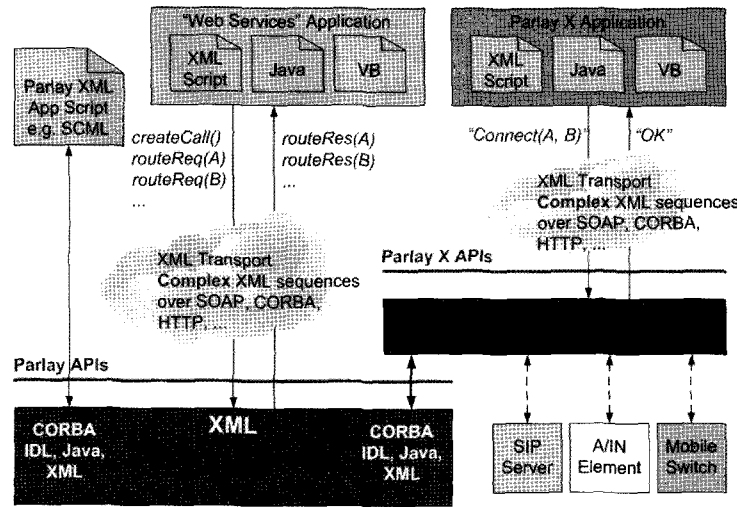 "Web Services" Application
XML
Script
Java
VB
Parlay X Application
XML
Script
Java
VB
Parlay XML
App Script
e.g. SCML
createCall()
routeReq(A)
routeReq(B)
...
routeRes(A)
routeRes(B)
...
"Connect(A, B)"
"OK"
XML Transport
Complex XML sequences
over SOAP, CORBA,
HTTP, ...
XML Transport
Complex XML sequences
over SOAP, CORBA,
HTTP, ...
Parlay X APIs
Parlay APIs
CORBA
IDL, Java,
XML
XML
CORBA
IDL, Java,
XML
SIP
Server
A/IN
Element
Mobile
Switch